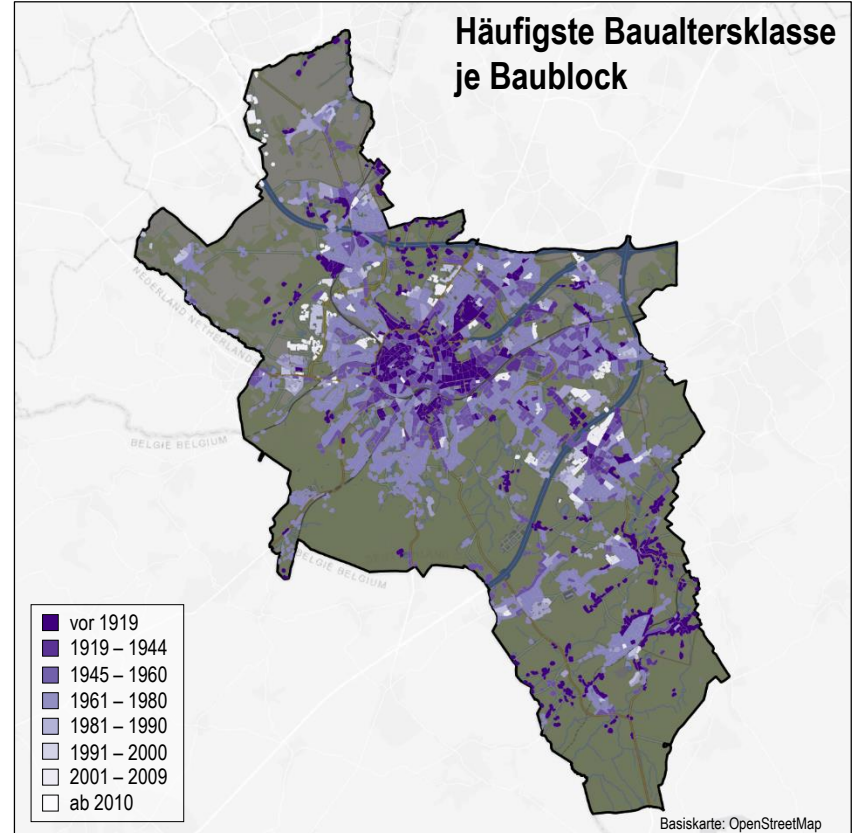 Häufigste Baualtersklasse
je Baublock
NEDERLAND NETHERLANDS
BELGIË BELGIUM
BELGIË BELGIUM
vor 1919
1919 – 1944
1945 – 1960
1961 – 1980
1981 – 1990
1991 – 2000
2001 – 2009
ab 2010
Basiskarte: OpenStreetMap